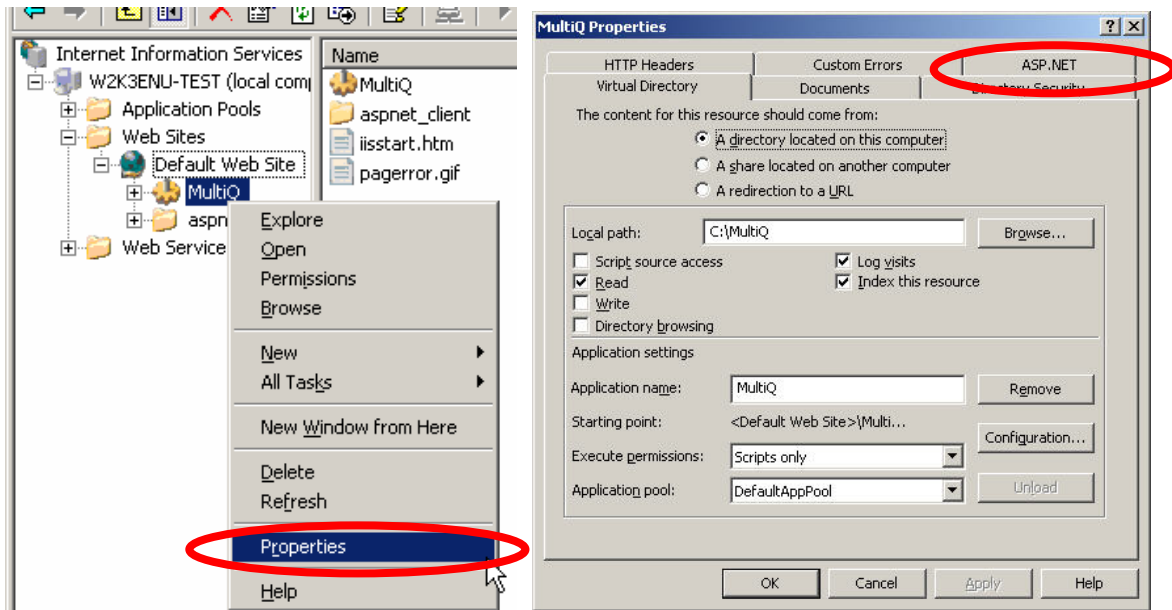 Internet Information Services
W2K3ENU-TEST (local comp
Application Pools
Web Sites
Default Web Site
MultiQ
aspn
Web Service
Name
MultiQ
aspnet_client
iisstart.htm
pagerror.gif
Explore
Open
Permissions
Browse
New
All Tasks
New Window from Here
Delete
Refresh
Properties
Help
MultiQ Properties
HTTP Headers Custom Errors ASP.NET
Virtual Directory Documents Directory Security
The content for this resource should come from:
A directory located on this computer
A share located on another computer
A redirection to a URL
Local path: C:\MultiQ Browse...
Script source access Log visits
Read Index this resource
Write
Directory browsing
Application settings
Application name: MultiQ Remove
Starting point: <Default Web Site>\Multi...
Configuration...
Execute permissions: Scripts only
Application pool: DefaultAppPool Unload
OK Cancel Apply Help